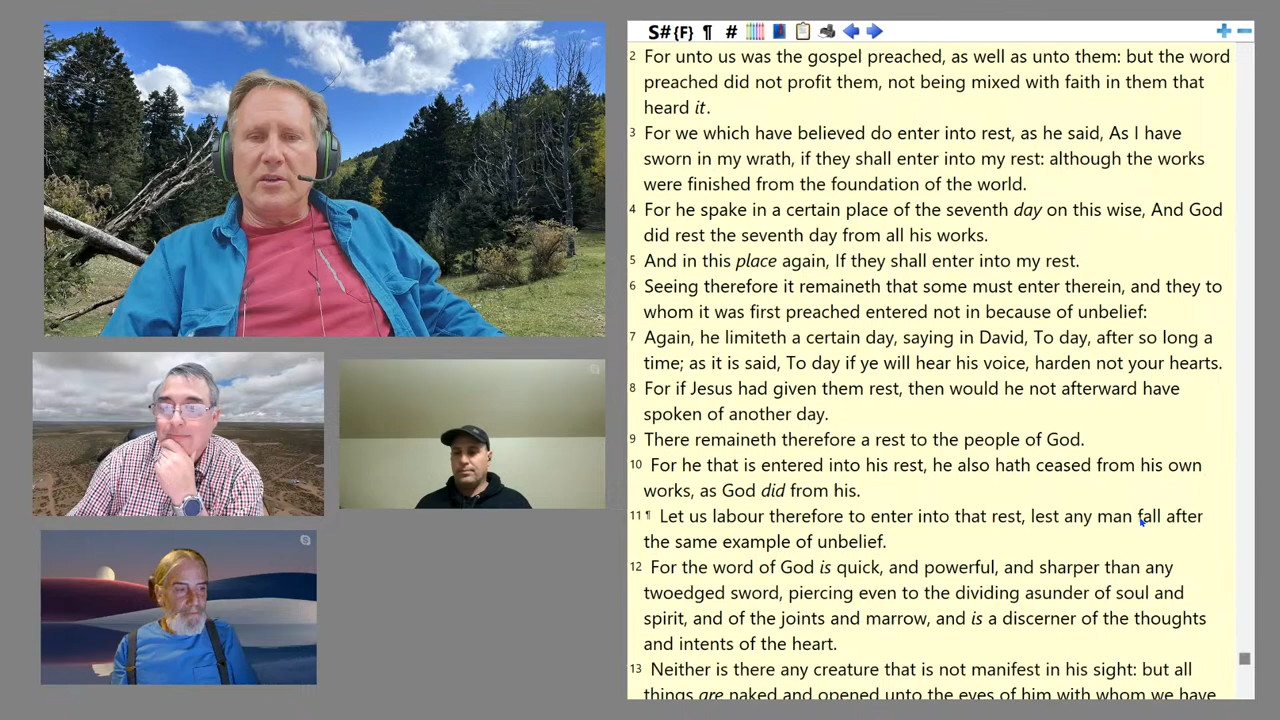 S#{F} ¶ #
2 For unto us was the gospel preached, as well as unto them: but the word
preached did not profit them, not being mixed with faith in them that
heard it.
3 For we which have believed do enter into rest, as he said, As I have
sworn in my wrath, if they shall enter into my rest: although the works
were finished from the foundation of the world.
4 For he spake in a certain place of the seventh day on this wise, And God
did rest the seventh day from all his works.
5 And in this place again, If they shall enter into my rest.
6 Seeing therefore it remaineth that some must enter therein, and they to
whom it was first preached entered not in because of unbelief:
7 Again, he limiteth a certain day, saying in David, To day, after so long a
time; as it is said, To day if ye will hear his voice, harden not your hearts.
8 For if Jesus had given them rest, then would he not afterward have
spoken of another day.
9 There remaineth therefore a rest to the people of God.
10 For he that is entered into his rest, he also hath ceased from his own
works, as God did from his.
11 ¶ Let us labour therefore to enter into that rest, lest any man fall after
the same example of unbelief.
12 For the word of God is quick, and powerful, and sharper than any
twoedged sword, piercing even to the dividing asunder of soul and
spirit, and of the joints and marrow, and is a discerner of the thoughts
and intents of the heart.
13 Neither is there any creature that is not manifest in his sight: but all
things are naked and opened unto the eyes of him with whom we have